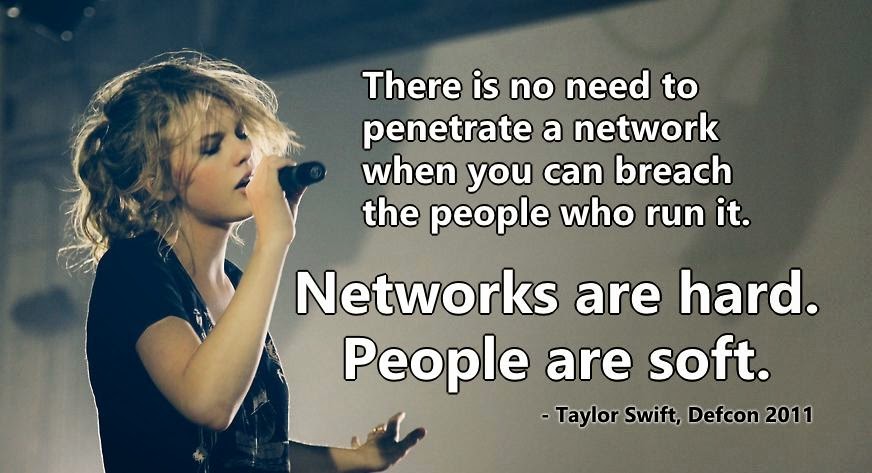 There is no need to
penetrate a network
when you can breach
the people who run it.
Networks are hard.
People are soft.
- Taylor Swift, Defcon 2011